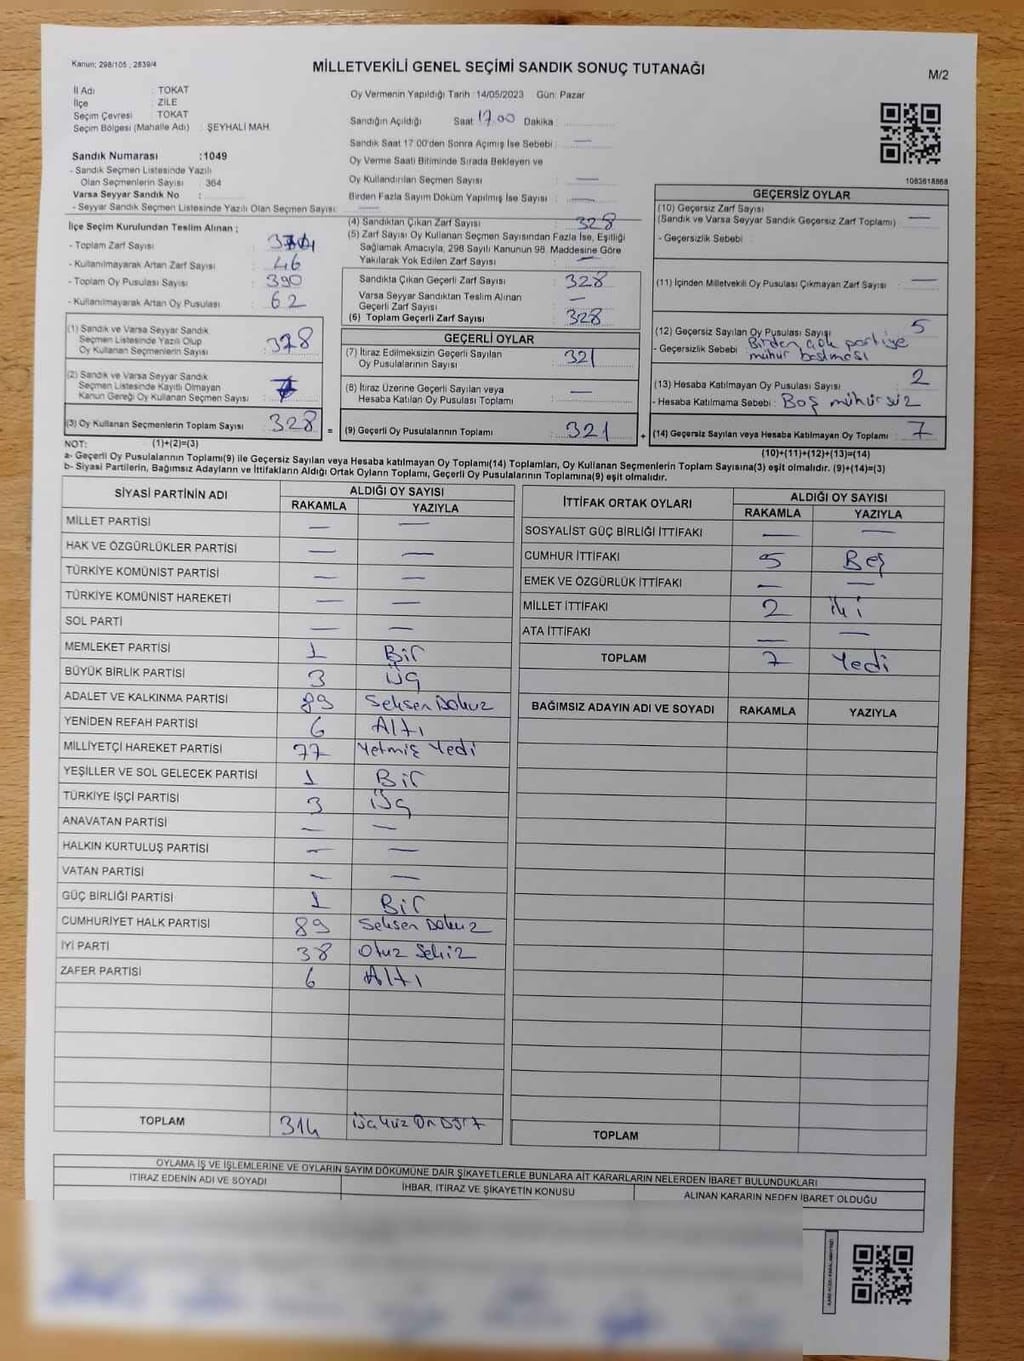 Kanun; 298/105 , 2839/4
MİLLETVEKİLİ GENEL SEÇİMİ SANDIK SONUÇ TUTANAĞI
M/2
İl Adı : TOKAT
İlçe : ZİLE
Seçim Çevresi : TOKAT
Seçim Bölgesi (Mahalle Adı) : ŞEYHALİ MAH.
Sandık Numarası :1049
- Sandık Seçmen Listesinde Yazılı
Olan Seçmenlerin Sayısı : 364
Varsa Seyyar Sandık No :
- Seyyar Sandık Seçmen Listesinde Yazılı Olan Seçmen Sayısı:
Oy Vermenin Yapıldığı Tarih :14/05/2023 Gün: Pazar
Sandığın Açıldığı Saat 17.00 Dakika
Sandık Saat 17:00'den Sonra Açımış İse Sebebi : —
Oy Verme Saati Bitiminde Sırada Bekleyen ve
Oy Kullandırılan Seçmen Sayısı : —
Birden Fazla Sayım Döküm Yapılmış İse Sayısı : —
1083618868
İlçe Seçim Kurulundan Teslim Alınan ;
- Toplam Zarf Sayısı :
- Kullanılmayarak Artan Zarf Sayısı : 46
- Toplam Oy Pusulası Sayısı : 390
- Kullanılmayarak Artan Oy Pusulası : 62
(1) Sandık ve Varsa Seyyar Sandık
Seçmen Listesinde Yazılı Olup
Oy Kullanan Seçmenlerin Sayısı : 328
(2) Sandık ve Varsa Seyyar Sandık
Seçmen Listesinde Kayıtlı Olmayan
Kanun Gereği Oy Kullanan Seçmen Sayısı :
(3) Oy Kullanan Seçmenlerin Toplam Sayısı : 328 =
(4) Sandıktan Çıkan Zarf Sayısı : 328
(5) Zarf Sayısı Oy Kullanan Seçmen Sayısından Fazla İse, Eşitliği
Sağlamak Amacıyla, 298 Sayılı Kanunun 98. Maddesine Göre
Yakılarak Yok Edilen Zarf Sayısı : —
Sandıkta Çıkan Geçerli Zarf Sayısı : 328
Varsa Seyyar Sandıktan Teslim Alınan
Geçerli Zarf Sayısı : —
(6) Toplam Geçerli Zarf Sayısı : 328
GEÇERLİ OYLAR
(7) İtiraz Edilmeksizin Geçerli Sayılan
Oy Pusulalarının Sayısı : 321
(8) İtiraz Üzerine Geçerli Sayılan veya
Hesaba Katılan Oy Pusulası Toplamı : —
(9) Geçerli Oy Pusulalarının Toplamı : 321 +
GEÇERSİZ OYLAR
(10) Geçersiz Zarf Sayısı
(Sandık ve Varsa Seyyar Sandık Geçersiz Zarf Toplamı) : —
- Geçersizlik Sebebi :
(11) İçinden Milletvekili Oy Pusulası Çıkmayan Zarf Sayısı : —
(12) Geçersiz Sayılan Oy Pusulası Sayısı : 5
- Geçersizlik Sebebi : Birden çok partiye
mühür basılması
(13) Hesaba Katılmayan Oy Pusulası Sayısı : 2
- Hesaba Katılmama Sebebi : Boş mühürsüz
(14) Geçersiz Sayılan veya Hesaba Katılmayan Oy Toplamı : 7
NOT: (1)+(2)=(3)
(10)+(11)+(12)+(13)=(14)
a- Geçerli Oy Pusulalarının Toplamı(9) ile Geçersiz Sayılan veya Hesaba katılmayan Oy Toplamı(14) Toplamları, Oy Kullanan Seçmenlerin Toplam Sayısına(3) eşit olmalıdır. (9)+(14)=(3)
b- Siyasi Partilerin, Bağımsız Adayların ve İttifakların Aldığı Ortak Oyların Toplamı, Geçerli Oy Pusulalarının Toplamına(9) eşit olmalıdır.
SİYASİ PARTİNİN ADI ALDIĞI OY SAYISI
RAKAMLA YAZIYLA
MİLLET PARTİSİ — —
HAK VE ÖZGÜRLÜKLER PARTİSİ — —
TÜRKİYE KOMÜNİST PARTİSİ — —
TÜRKİYE KOMÜNİST HAREKETİ — —
SOL PARTİ — —
MEMLEKET PARTİSİ 1 Bir
BÜYÜK BİRLİK PARTİSİ 3 Üç
ADALET VE KALKINMA PARTİSİ 89 Seksen Dokuz
YENİDEN REFAH PARTİSİ 6 Altı
MİLLİYETÇİ HAREKET PARTİSİ 77 Yetmiş Yedi
YEŞİLLER VE SOL GELECEK PARTİSİ 1 Bir
TÜRKİYE İŞÇİ PARTİSİ 3 Üç
ANAVATAN PARTİSİ — —
HALKIN KURTULUŞ PARTİSİ — —
VATAN PARTİSİ — —
GÜÇ BİRLİĞİ PARTİSİ 1 Bir
CUMHURİYET HALK PARTİSİ 89 Seksen Dokuz
İYİ PARTİ 38 Otuz Sekiz
ZAFER PARTİSİ 6 Altı
TOPLAM 314 Üç Yüz On Dört
İTTİFAK ORTAK OYLARI ALDIĞI OY SAYISI
RAKAMLA YAZIYLA
SOSYALİST GÜÇ BİRLİĞİ İTTİFAKI — —
CUMHUR İTTİFAKI 5 Beş
EMEK VE ÖZGÜRLÜK İTTİFAKI — —
MİLLET İTTİFAKI 2 İki
ATA İTTİFAKI — —
TOPLAM 7 Yedi
BAĞIMSIZ ADAYIN ADI VE SOYADI RAKAMLA YAZIYLA
TOPLAM
OYLAMA İŞ VE İŞLEMLERİNE VE OYLARIN SAYIM DÖKÜMÜNE DAİR ŞİKAYETLERLE BUNLARA AİT KARARLARIN NELERDEN İBARET BULUNDUKLARI
İTİRAZ EDENİN ADI VE SOYADI İHBAR, İTİRAZ VE ŞİKAYETİN KONUSU ALINAN KARARIN NEDEN İBARET OLDUĞU